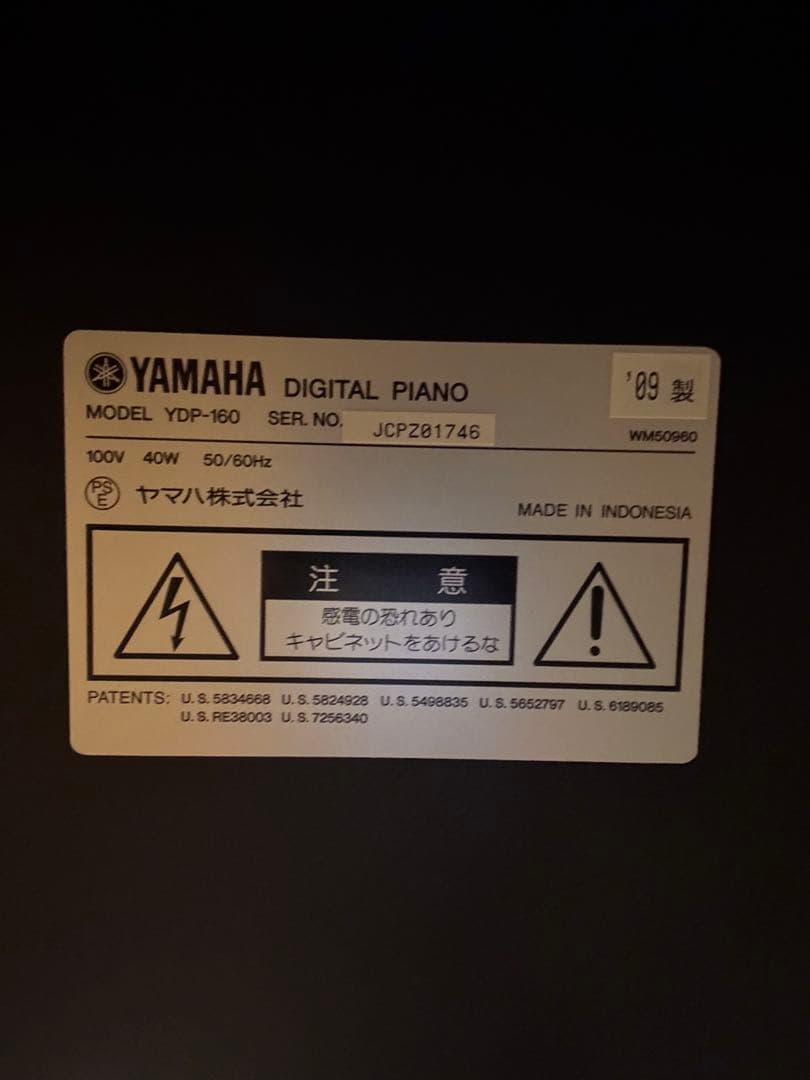 YAMAHA DIGITAL PIANO
'09 製
MODEL YDP-160 SER. NO. JCPZ01746
WM50960
100V 40W 50/60Hz
PSE ヤマハ株式会社
MADE IN INDONESIA
注 意
感電の恐れあり
キャビネットをあけるな
PATENTS: U.S.5834668 U.S.5824928 U.S.5498835 U.S.5652797 U.S.6189085
U.S.RE38003 U.S.7256340